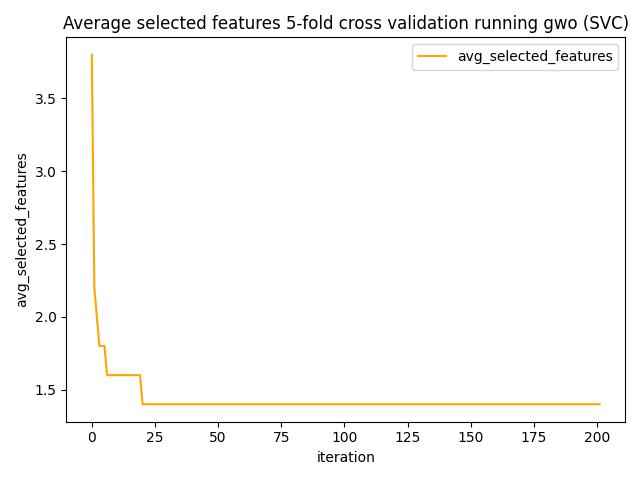 Average selected features 5-fold cross validation running gwo (SVC)
avg_selected_features
avg_selected_features
3.5
3.0
2.5
2.0
1.5
0 25 50 75 100 125 150 175 200
iteration